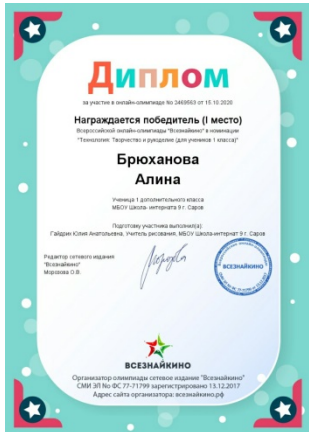 Диплом
за участие в онлайн-олимпиаде No 2469563 от 15.10.2020
Награждается победитель (I место)
Всероссийской онлайн-олимпиады "Всезнайкино" в номинации
"Технология. Творчество и рукоделие (для учеников 1 класса)"
Брюханова
Алина
Ученица 1 дополнительного класса
МБОУ Школа- интерната 9 г. Саров
Подготовку участника выполнил(а):
Гайдин Юлия Анатольевна, Учитель рисования, МБОУ Школа-интернат 9 г. Саров
Редактор сетевого издания
"Всезнайкино"
Морозова О.В.
ВСЕЗНАЙКИНО
ВСЕЗНАЙКИНО
Организатор олимпиады сетевое издание "Всезнайкино"
СМИ ЭЛ No ФС 77-71799 зарегистрировано 13.12.2017
Адрес сайта организатора: всезнайкино.рф